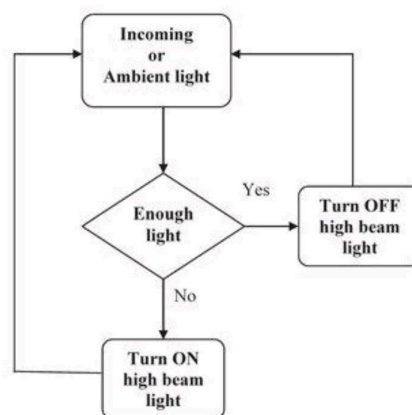 Incoming
or
Ambient light
Enough
light
Yes
Turn OFF
high beam
light
No
Turn ON
high beam
light